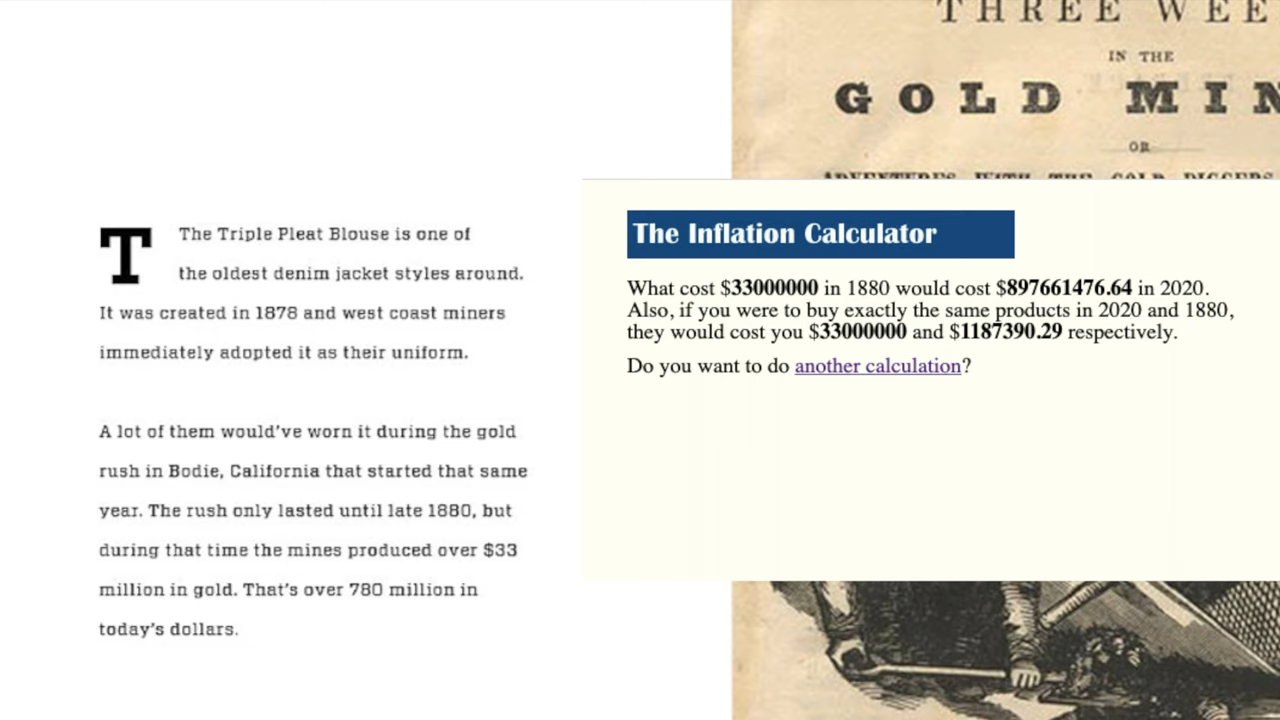 THREE WEE
IN THE
GOLD MIN
OR
ADVENTURES WITH THE GOLD DIGGERS
The Triple Pleat Blouse is one of
the oldest denim jacket styles around.
It was created in 1878 and west coast miners
immediately adopted it as their uniform.
A lot of them would've worn it during the gold
rush in Bodie, California that started that same
year. The rush only lasted until late 1880, but
during that time the mines produced over $33
million in gold. That's over 780 million in
today's dollars.
The Inflation Calculator
What cost $33000000 in 1880 would cost $897661476.64 in 2020.
Also, if you were to buy exactly the same products in 2020 and 1880,
they would cost you $33000000 and $1187390.29 respectively.
Do you want to do another calculation?